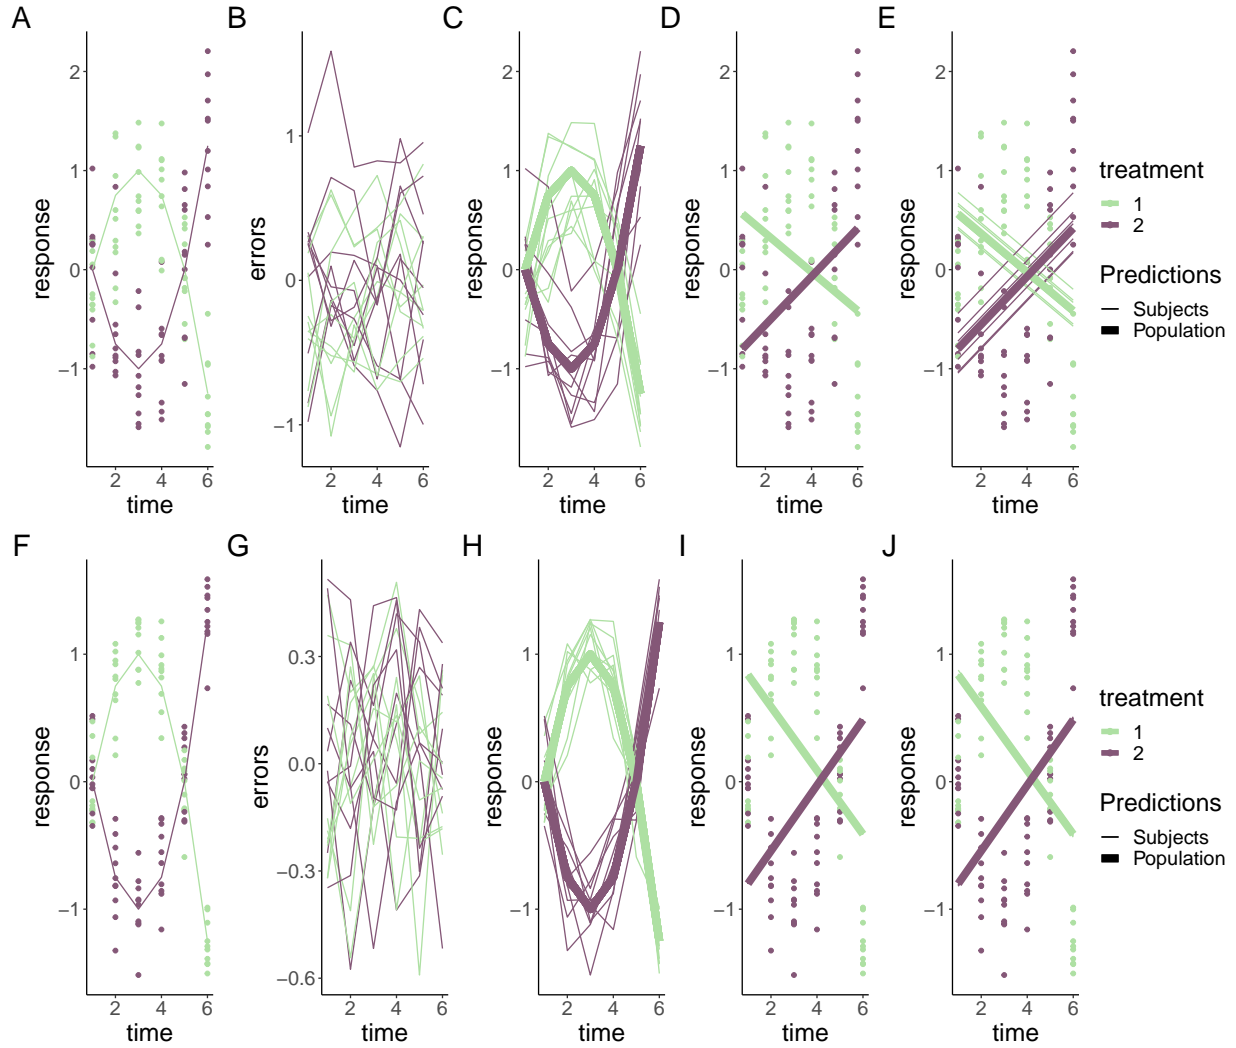 A B C D E
response
2
1
0
−1
2 4 6
time
errors
1
0
−1
2 4 6
time
response
2
1
0
−1
2 4 6
time
response
2
1
0
−1
2 4 6
time
response
2
1
0
−1
2 4 6
time
treatment
1
2
Predictions
Subjects
Population
F G H I J
response
1
0
−1
2 4 6
time
errors
0.3
0.0
−0.3
−0.6
2 4 6
time
response
1
0
−1
2 4 6
time
response
1
0
−1
2 4 6
time
response
1
0
−1
2 4 6
time
treatment
1
2
Predictions
Subjects
Population